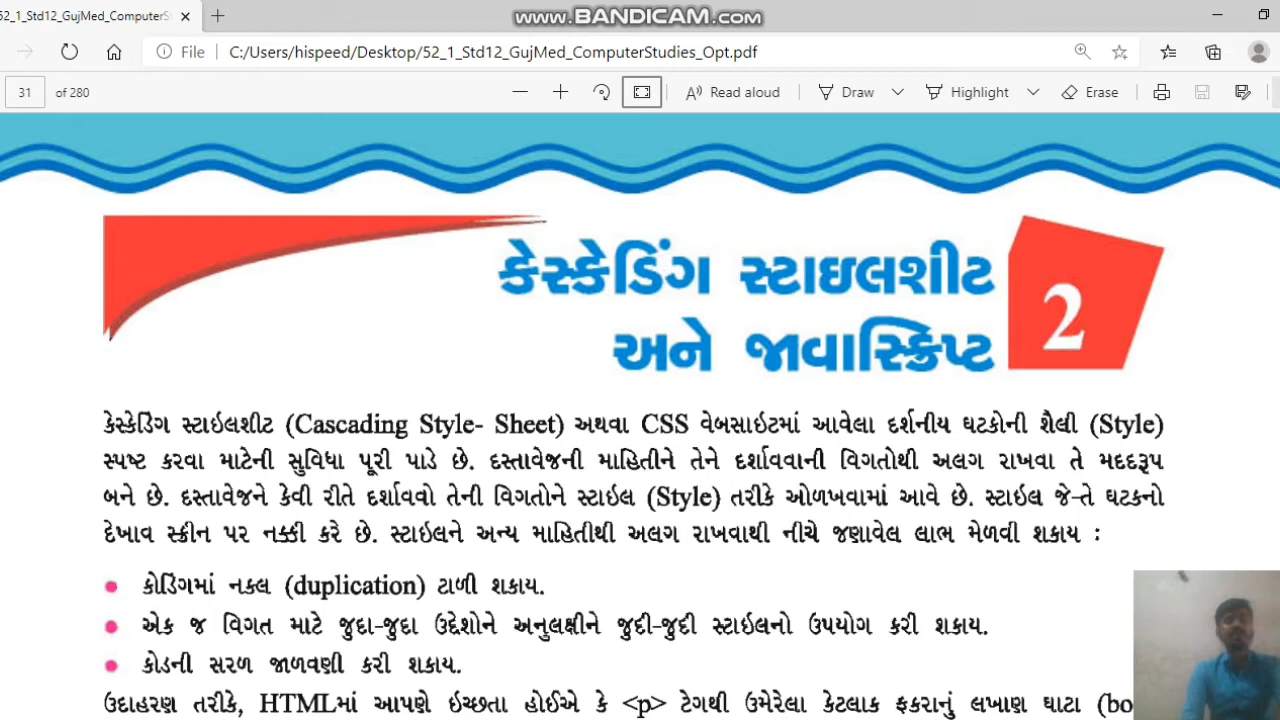 www.BANDICAM.com
52_1_Std12_GujMed_ComputerS
File
C:/Users/hispeed/Desktop/52_1_Std12_GujMed_ComputerStudies_Opt.pdf
31 of 280
Read aloud
Draw
Highlight
Erase
કેસ્કેડિંગ સ્ટાઇલશીટ
અને જાવાસ્ક્રિપ્ટ
2
કેસ્કેડિંગ સ્ટાઇલશીટ (Cascading Style- Sheet) અથવા CSS વેબસાઇટમાં આવેલા દર્શનીય ઘટકોની શૈલી (Style)
સ્પષ્ટ કરવા માટેની સુવિધા પૂરી પાડે છે. દસ્તાવેજની માહિતીને તેને દર્શાવવાની વિગતોથી અલગ રાખવા તે મદદરૂપ
બને છે. દસ્તાવેજને કેવી રીતે દર્શાવવો તેની વિગતોને સ્ટાઇલ (Style) તરીકે ઓળખવામાં આવે છે. સ્ટાઇલ જે-તે ઘટકનો
દેખાવ સ્ક્રીન પર નક્કી કરે છે. સ્ટાઇલને અન્ય માહિતીથી અલગ રાખવાથી નીચે જણાવેલ લાભ મેળવી શકાય :
કોડિંગમાં નકલ (duplication) ટાળી શકાય.
એક જ વિગત માટે જુદા-જુદા ઉદ્દેશોને અનુલક્ષીને જુદી-જુદી સ્ટાઇલનો ઉપયોગ કરી શકાય.
કોડની સરળ જાળવણી કરી શકાય.
ઉદાહરણ તરીકે, HTMLમાં આપણે ઇચ્છતા હોઈએ કે <p> ટેગથી ઉમેરેલા કેટલાક ફકરાનું લખાણ ઘાટા (bo